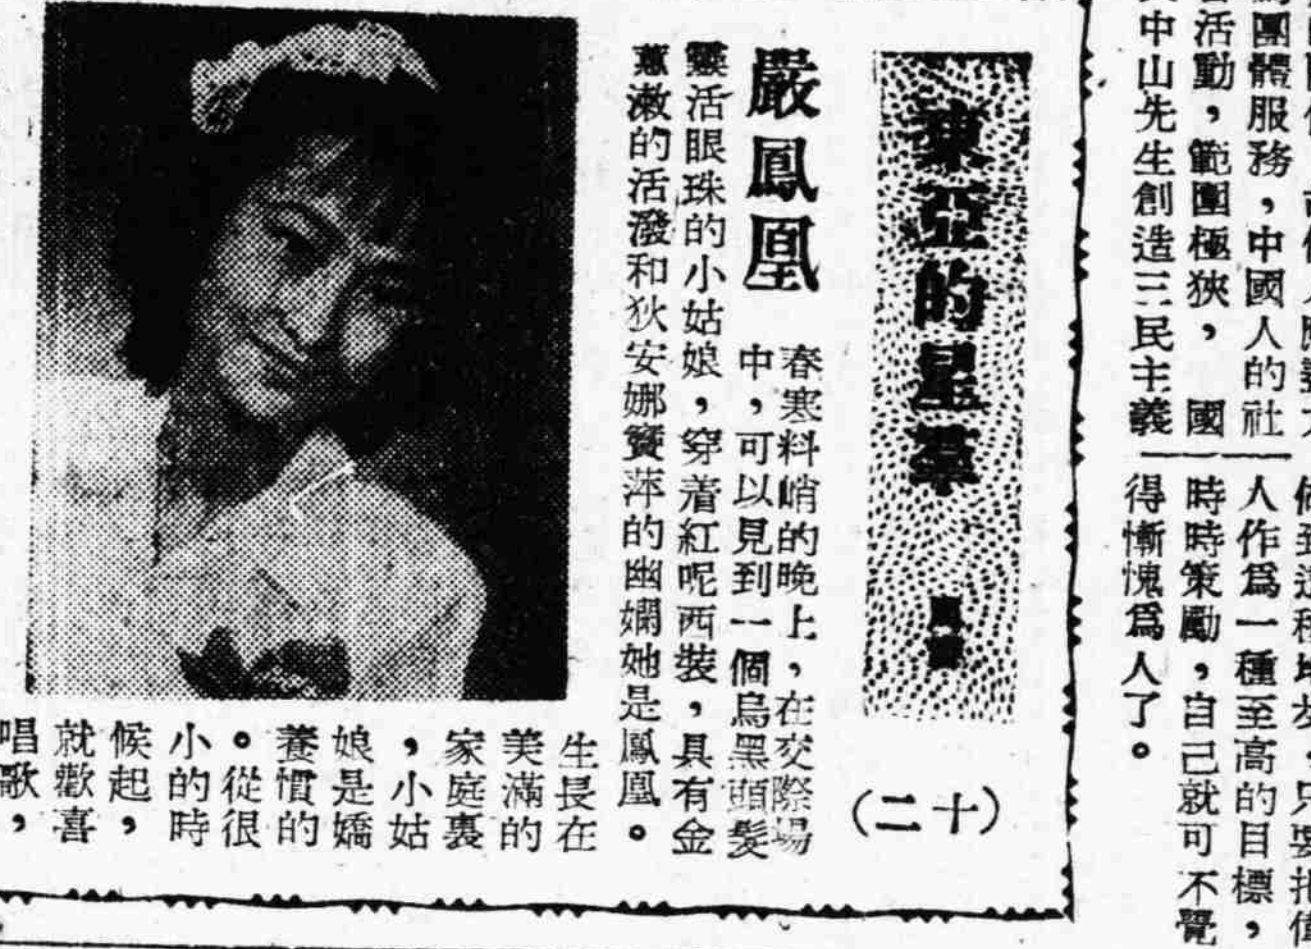 團體服務，中國人的社
活動，範圍極狹，國
中山先生創造三民主義
人作爲一種至高的目標，
時時策勵，自己就可不覺
得慚愧爲人了。
東亞的星羣
（十二）
嚴鳳凰
春寒料峭的晚上，在交際場
中，可以見到一個烏黑頭髮
靈活眼珠的小姑娘，穿着紅呢西裝，具有金
蕙漱的活潑和狄安娜竇萍的幽嫻她是鳳凰。
生長在
美滿的
家庭裏
，小姑
娘是嬌
養慣的
。從很
小的時
候起，
就歡喜
唱歌，